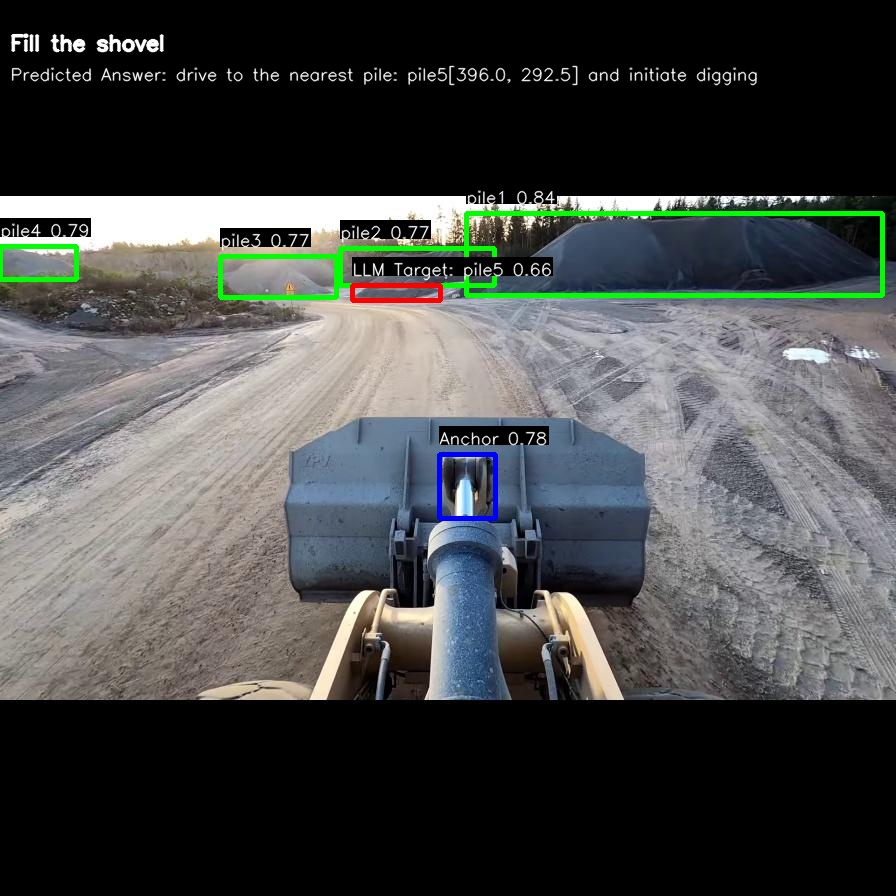 Fill the shovel
Predicted Answer: drive to the nearest pile: pile5[396.0, 292.5] and initiate digging
pile1 0.84
pile4 0.79
pile3 0.77
pile2 0.77
LLM Target: pile5 0.66
Anchor 0.78